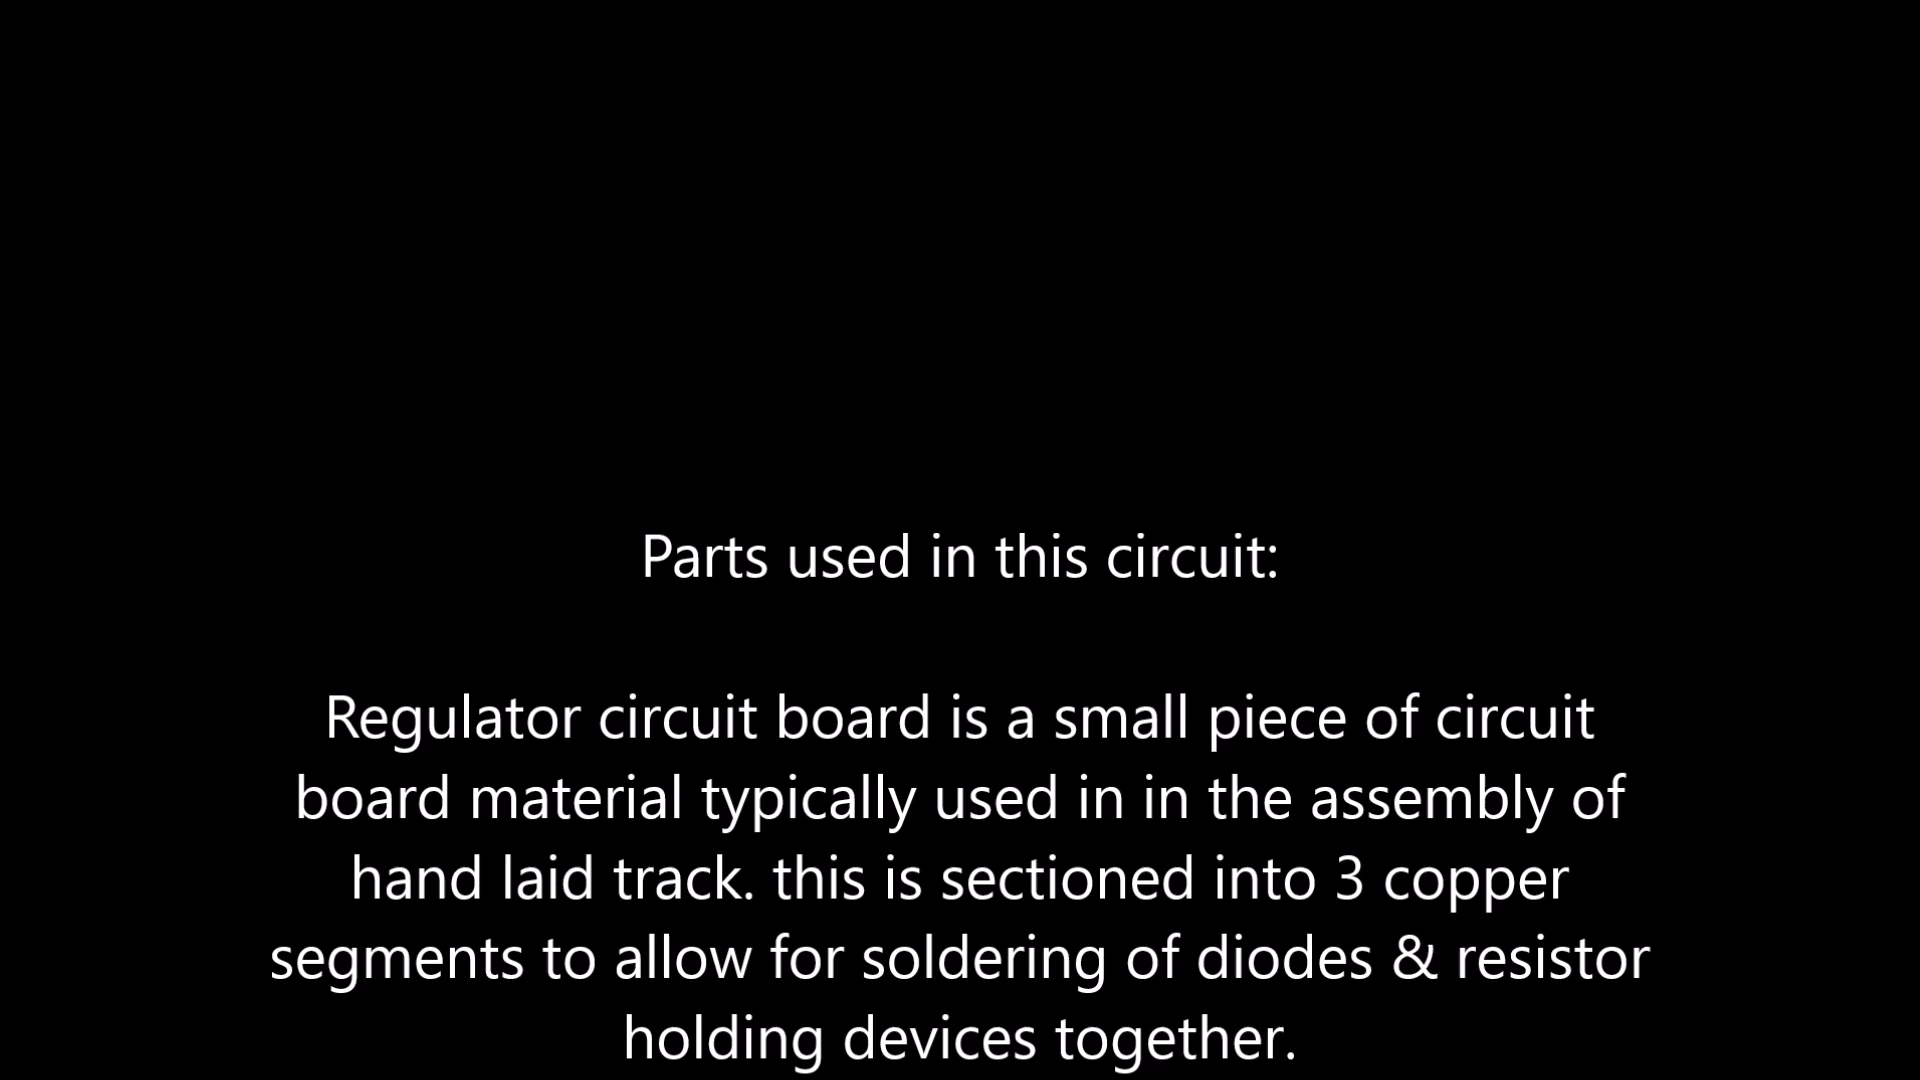 Parts used in this circuit:
Regulator circuit board is a small piece of circuit
board material typically used in in the assembly of
hand laid track. this is sectioned into 3 copper
segments to allow for soldering of diodes & resistor
holding devices together.